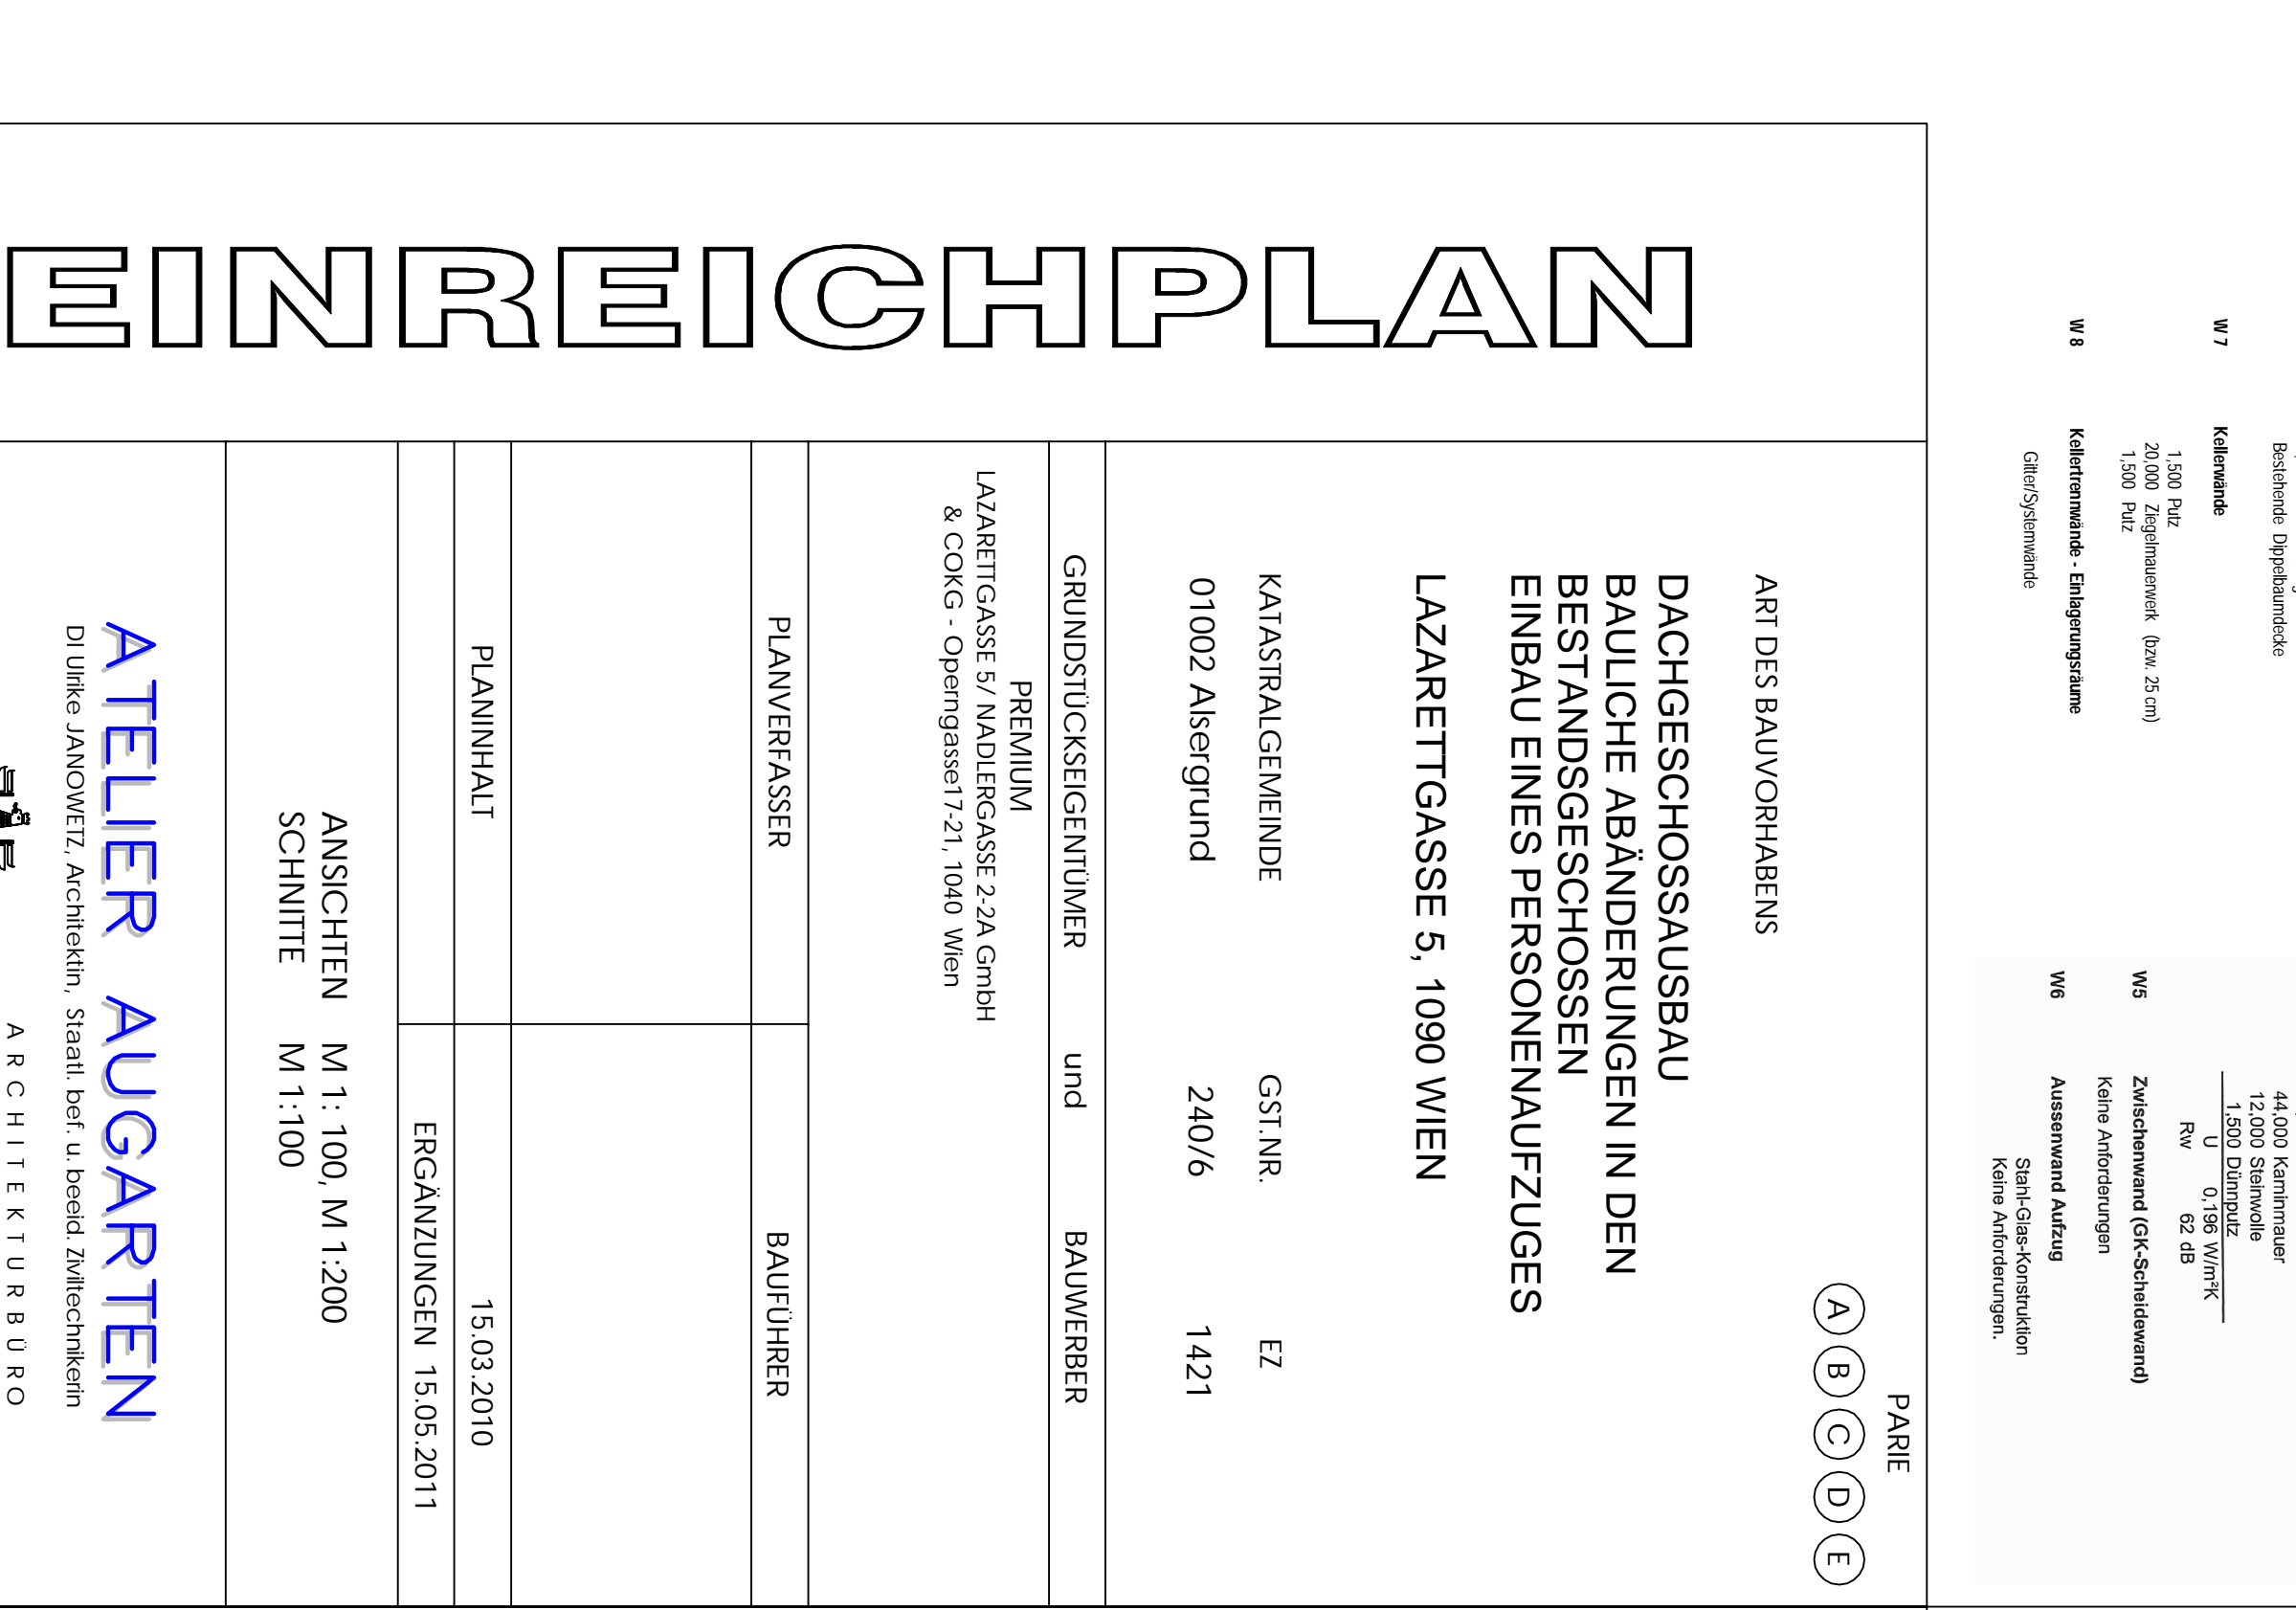 EINREICHPLAN
W 7
Kellerwände
1,500 Putz
20,000 Ziegelmauerwerk (bzw. 25 cm)
1,500 Putz
W 8
Kellertrennwände - Einlagerungsräume
Gitter/Systemwände
Bestehende Dippelbaumdecke
44,000 Kaminmauer
12,000 Steinwolle
1,500 Dünnputz
U 0,196 W/m²K
Rw 62 dB
W5
Zwischenwand (GK-Scheidewand)
Keine Anforderungen
W6
Aussenwand Aufzug
Stahl-Glas-Konstruktion
Keine Anforderungen.
PARIE
A B C D E
ART DES BAUVORHABENS
DACHGESCHOSSAUSBAU
BAULICHE ABÄNDERUNGEN IN DEN
BESTANDSGESCHOSSEN
EINBAU EINES PERSONENAUFZUGES
LAZARETTGASSE 5, 1090 WIEN
KATASTRALGEMEINDE GST.NR. EZ
01002 Alsergrund 240/6 1421
GRUNDSTÜCKSEIGENTÜMER und BAUWERBER
PREMIUM
LAZARETTGASSE 5/ NADLERGASSE 2-2A GmbH
& COKG - Operngasse17-21, 1040 Wien
PLANVERFASSER BAUFÜHRER
PLANINHALT 15.03.2010
ERGÄNZUNGEN 15.05.2011
ANSICHTEN M 1: 100, M 1:200
SCHNITTE M 1:100
ATELIER AUGARTEN
DI Ulrike JANOWETZ, Architektin, Staatl. bef. u. beeid. Ziviltechnikerin
ARCHITEKTURBÜRO